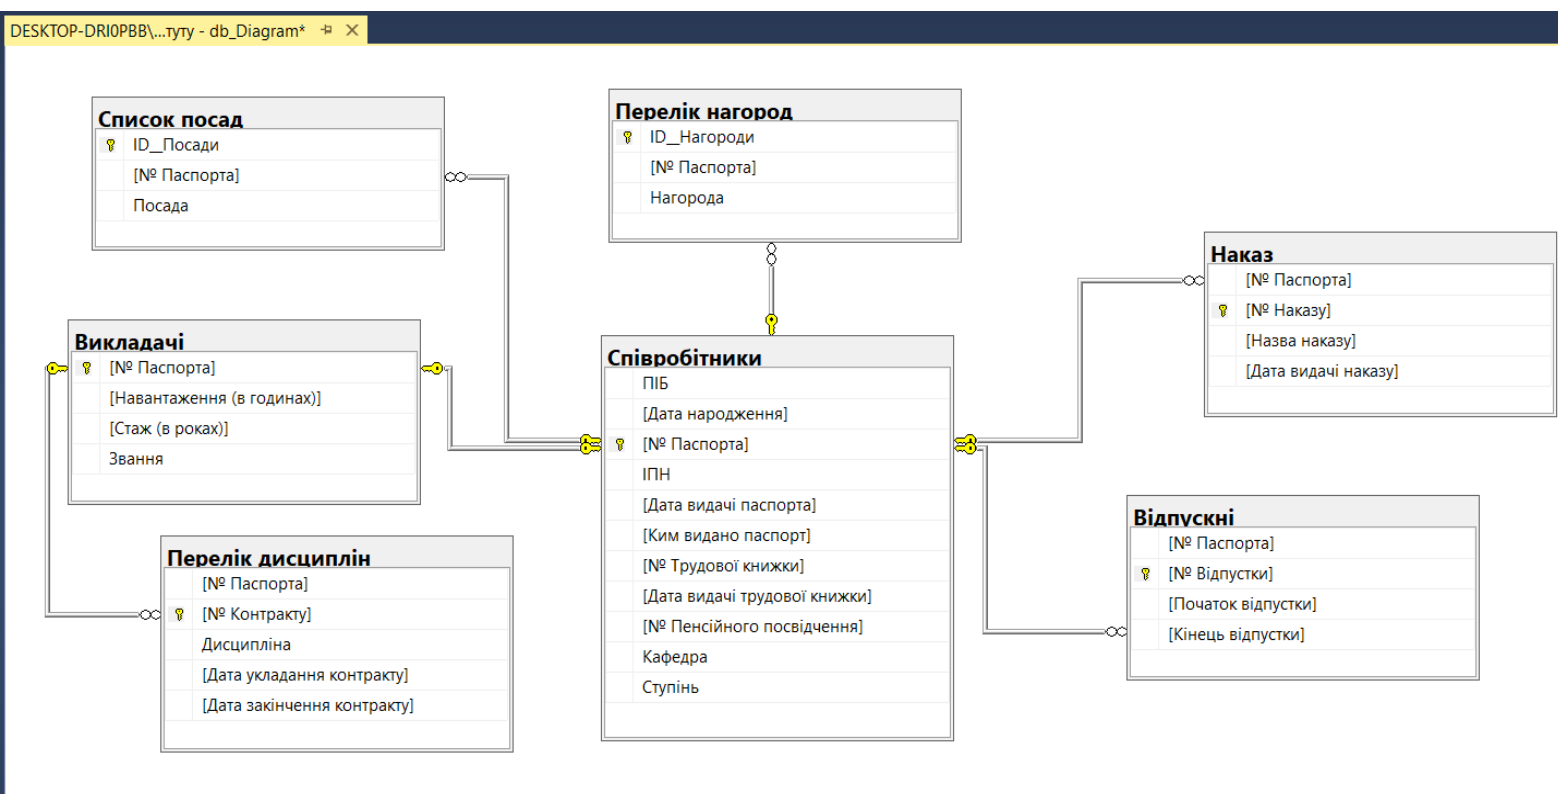 DESKTOP-DRI0PBB\...туту - db_Diagram*
Список посад
ID__Посади
[№ Паспорта]
Посада
Перелік нагород
ID__Нагороди
[№ Паспорта]
Нагорода
Наказ
[№ Паспорта]
[№ Наказу]
[Назва наказу]
[Дата видачі наказу]
Викладачі
[№ Паспорта]
[Навантаження (в годинах)]
[Стаж (в роках)]
Звання
Співробітники
ПІБ
[Дата народження]
[№ Паспорта]
ІПН
[Дата видачі паспорта]
[Ким видано паспорт]
[№ Трудової книжки]
[Дата видачі трудової книжки]
[№ Пенсійного посвідчення]
Кафедра
Ступінь
Відпускні
[№ Паспорта]
[№ Відпустки]
[Початок відпустки]
[Кінець відпустки]
Перелік дисциплін
[№ Паспорта]
[№ Контракту]
Дисципліна
[Дата укладання контракту]
[Дата закінчення контракту]